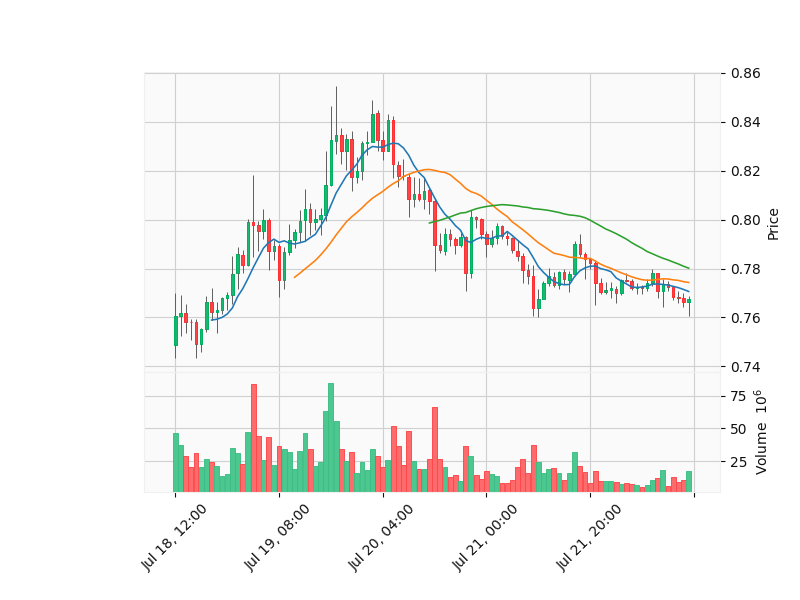 0.86
0.84
0.82
0.80
0.78
0.76
0.74
Price
75
50
25
Volume 10⁶
Jul 18, 12:00
Jul 19, 08:00
Jul 20, 04:00
Jul 21, 00:00
Jul 21, 20:00